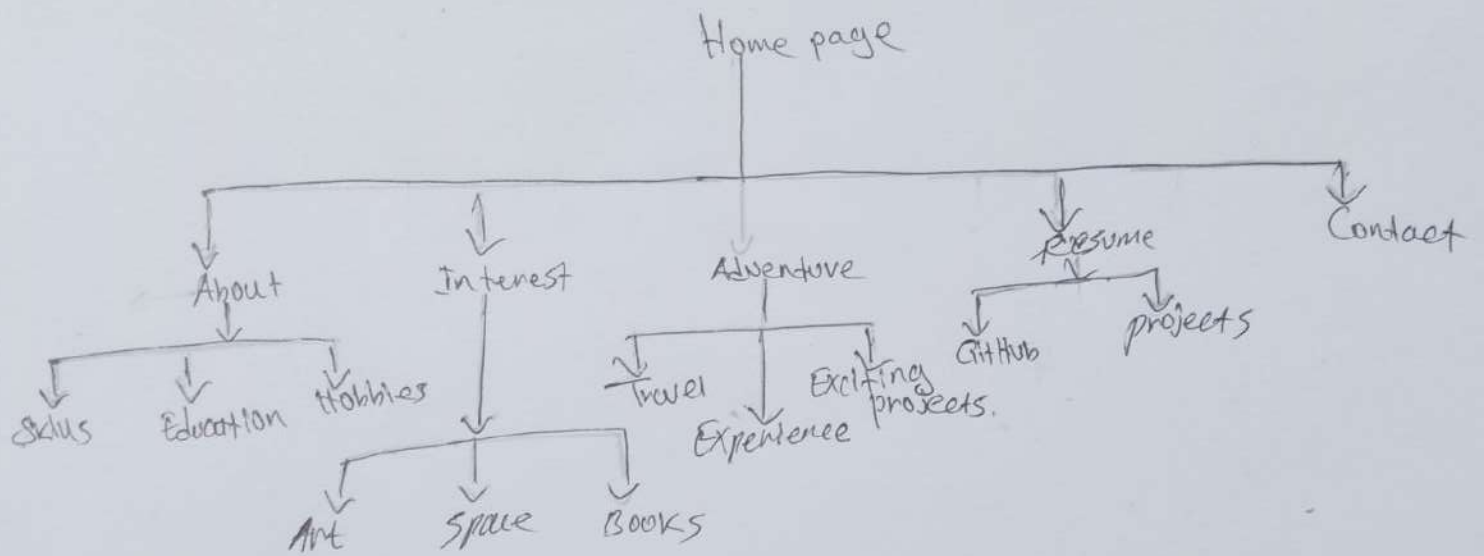 Home page
About
Interest
Adventure
Resume
Contact
Skills
Education
Hobbies
Travel
Experience
Exciting
projects.
GitHub
projects
Art
Space
Books